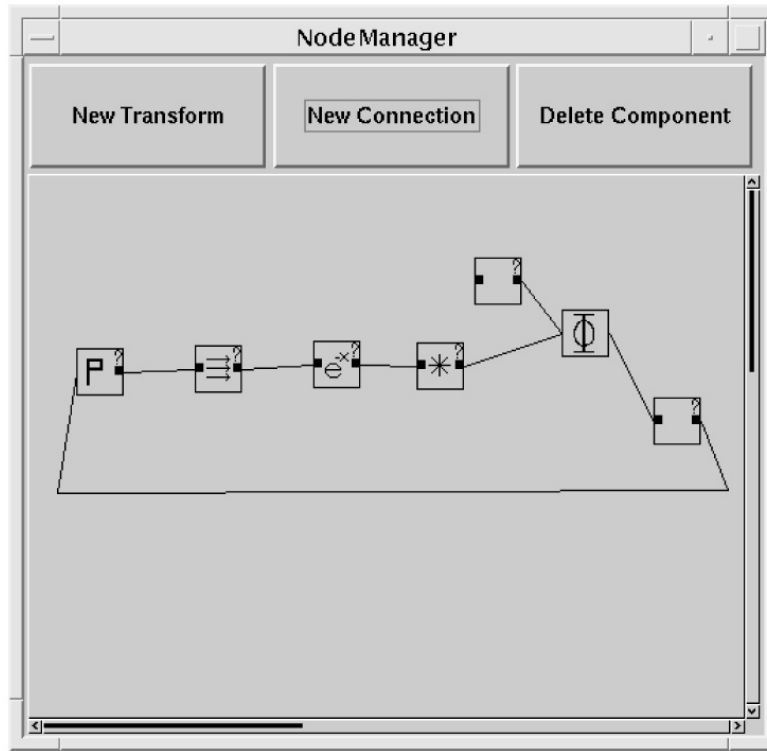 NodeManager
New Transform
New Connection
Delete Component
?
?
? ? ? ?
P e^-x * Φ
?